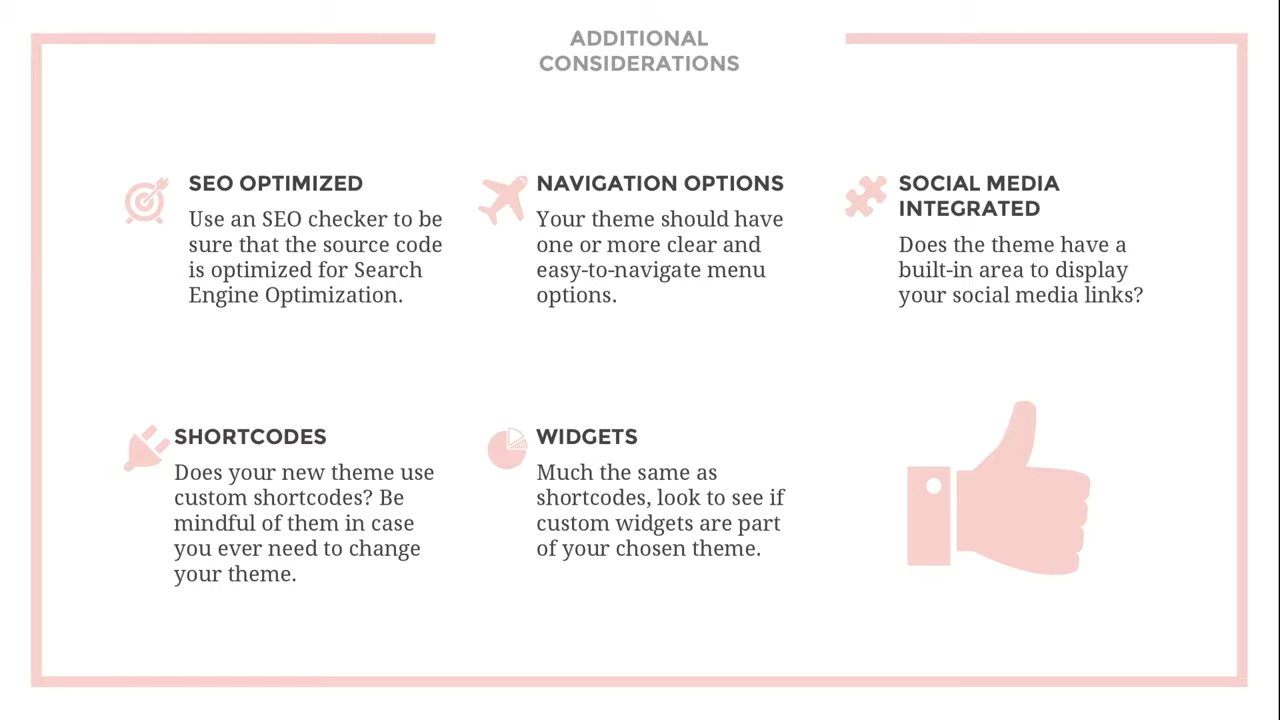 ADDITIONAL
CONSIDERATIONS
SEO OPTIMIZED
Use an SEO checker to be
sure that the source code
is optimized for Search
Engine Optimization.
NAVIGATION OPTIONS
Your theme should have
one or more clear and
easy-to-navigate menu
options.
SOCIAL MEDIA
INTEGRATED
Does the theme have a
built-in area to display
your social media links?
SHORTCODES
Does your new theme use
custom shortcodes? Be
mindful of them in case
you ever need to change
your theme.
WIDGETS
Much the same as
shortcodes, look to see if
custom widgets are part
of your chosen theme.